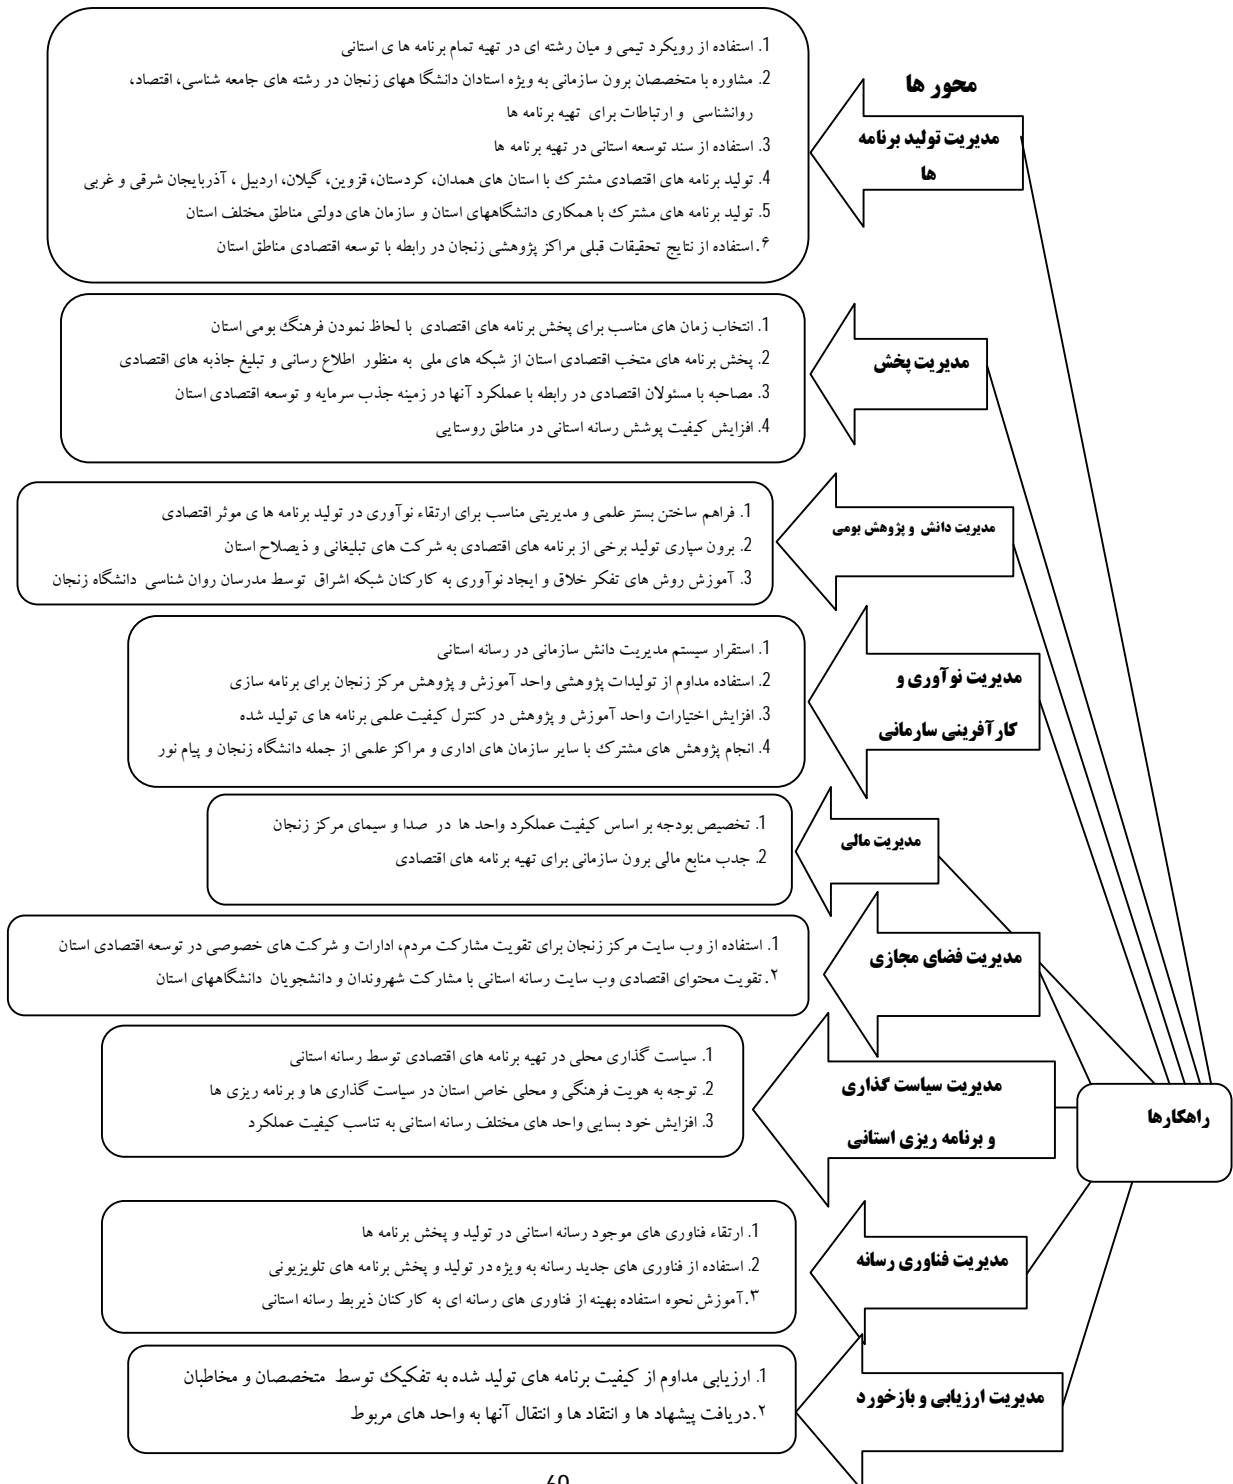 محور ها
مدیریت تولید برنامه
ها
1. استفاده از رویکرد تیمی و میان رشته ای در تهیه تمام برنامه ها ی استانی
2. مشاوره با متخصصان برون سازمانی به ویژه استادان دانشگا ههای زنجان در رشته های جامعه شناسی، اقتصاد،
روانشناسی و ارتباطات برای تهیه برنامه ها
3. استفاده از سند توسعه استانی در تهیه برنامه ها
4. تولید برنامه های اقتصادی مشترک با استان های همدان، کردستان، قزوین، گیلان، اردبیل ، آذربایجان شرقی و غربی
5. تولید برنامه های مشترک با همکاری دانشگاههای استان و سازمان های دولتی مناطق مختلف استان
۶.استفاده از نتایج تحقیقات قبلی مراکز پژوهشی زنجان در رابطه با توسعه اقتصادی مناطق استان
مدیریت پخش
1. انتخاب زمان های مناسب برای پخش برنامه های اقتصادی با لحاظ نمودن فرهنگ بومی استان
2. پخش برنامه های متخب اقتصادی استان از شبکه های ملی به منظور اطلاع رسانی و تبلیغ جاذبه های اقتصادی
3. مصاحبه با مسئولان اقتصادی در رابطه با عملکرد آنها در زمینه جذب سرمایه و توسعه اقتصادی استان
4. افزایش کیفیت پوشش رسانه استانی در مناطق روستایی
مدیریت دانش و پژوهش بومی
1. فراهم ساختن بستر علمی و مدیریتی مناسب برای ارتقاء نوآوری در تولید برنامه ها ی موثر اقتصادی
2. برون سپاری تولید برخی از برنامه های اقتصادی به شرکت های تبلیغانی و ذیصلاح استان
3. آموزش روش های تفکر خلاق و ایجاد نوآوری به کارکنان شبکه اشراق توسط مدرسان روان شناسی دانشگاه زنجان
مدیریت نوآوری و
کارآفرینی سارمانی
1. استقرار سیستم مدیریت دانش سازمانی در رسانه استانی
2. استفاده مداوم از تولیدات پژوهشی واحد آموزش و پژوهش مرکز زنجان برای برنامه سازی
3. افزایش اختیارات واحد آموزش و پژوهش در کنترل کیفیت علمی برنامه ها ی تولید شده
4. انجام پژوهش های مشترک با سایر سازمان های اداری و مراکز علمی از جمله دانشگاه زنجان و پیام نور
مدیریت مالی
1. تخصیص بودجه بر اساس کیفیت عملکرد واحد ها در صدا و سیمای مرکز زنجان
2. جدب منابع مالی برون سازمانی برای تهیه برنامه های اقتصادی
مدیریت فضای مجازی
1. استفاده از وب سایت مرکز زنجان برای تقویت مشارکت مردم، ادارات و شرکت های خصوصی در توسعه اقتصادی استان
۲.تقویت محتوای اقتصادی وب سایت رسانه استانی با مشارکت شهروندان و دانشجویان دانشگاههای استان
مدیریت سیاست گذاری
و برنامه ریزی استانی
1. سیاست گذاری محلی در تهیه برنامه های اقتصادی توسط رسانه استانی
2. توجه به هویت فرهنگی و محلی خاص استان در سیاست گذاری ها و برنامه ریزی ها
3. افزایش خود بسایی واحد های مختلف رسانه استانی به تناسب کیفیت عملکرد
راهکارها
مدیریت فناوری رسانه
1. ارتقاء فناوری های موجود رسانه استانی در تولید و پخش برنامه ها
2. استفاده از فناوری های جدید رسانه به ویژه در تولید و پخش برنامه های تلویزیونی
۳.آموزش نحوه استفاده بهینه از فناوری های رسانه ای به کارکنان ذیربط رسانه استانی
مدیریت ارزیابی و بازخورد
1. ارزیابی مداوم از کیفیت برنامه های تولید شده به تفکیک توسط متخصصان و مخاطبان
۲.دریافت پیشهاد ها و انتقاد ها و انتقال آنها به واحد های مربوط